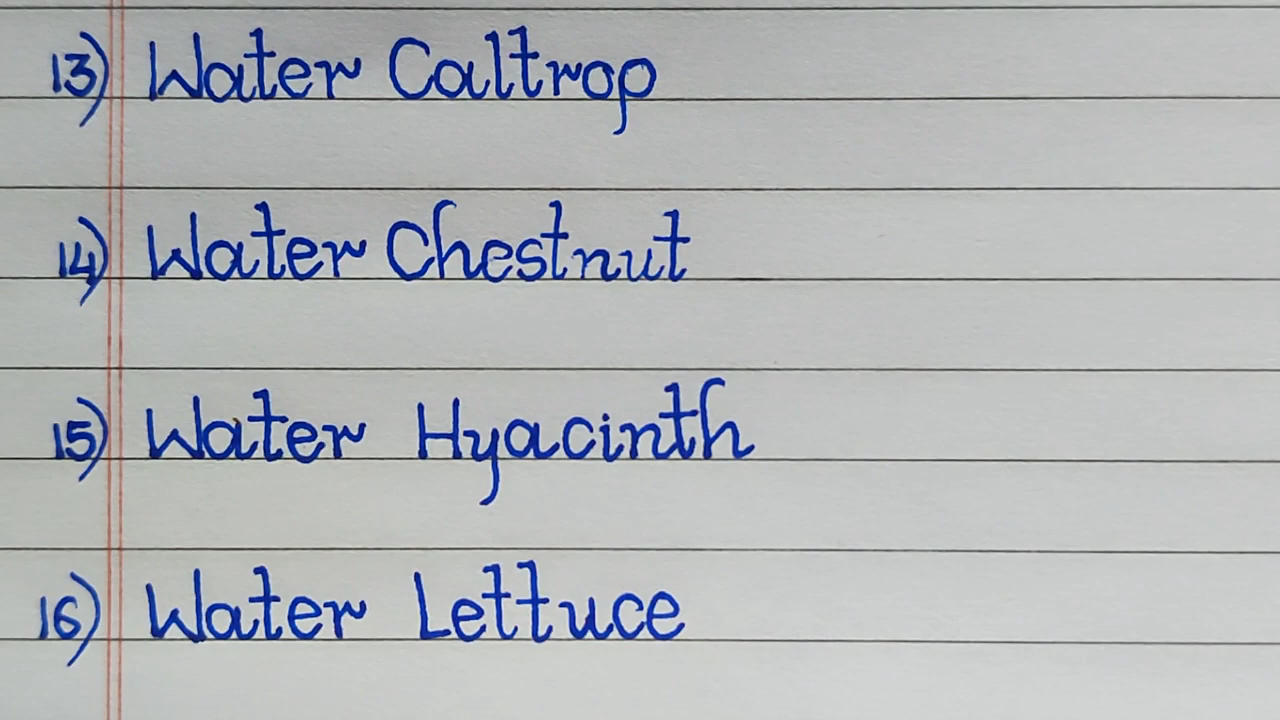 13) Water Caltrop
14) Water Chestnut
15) Water Hyacinth
16) Water Lettuce